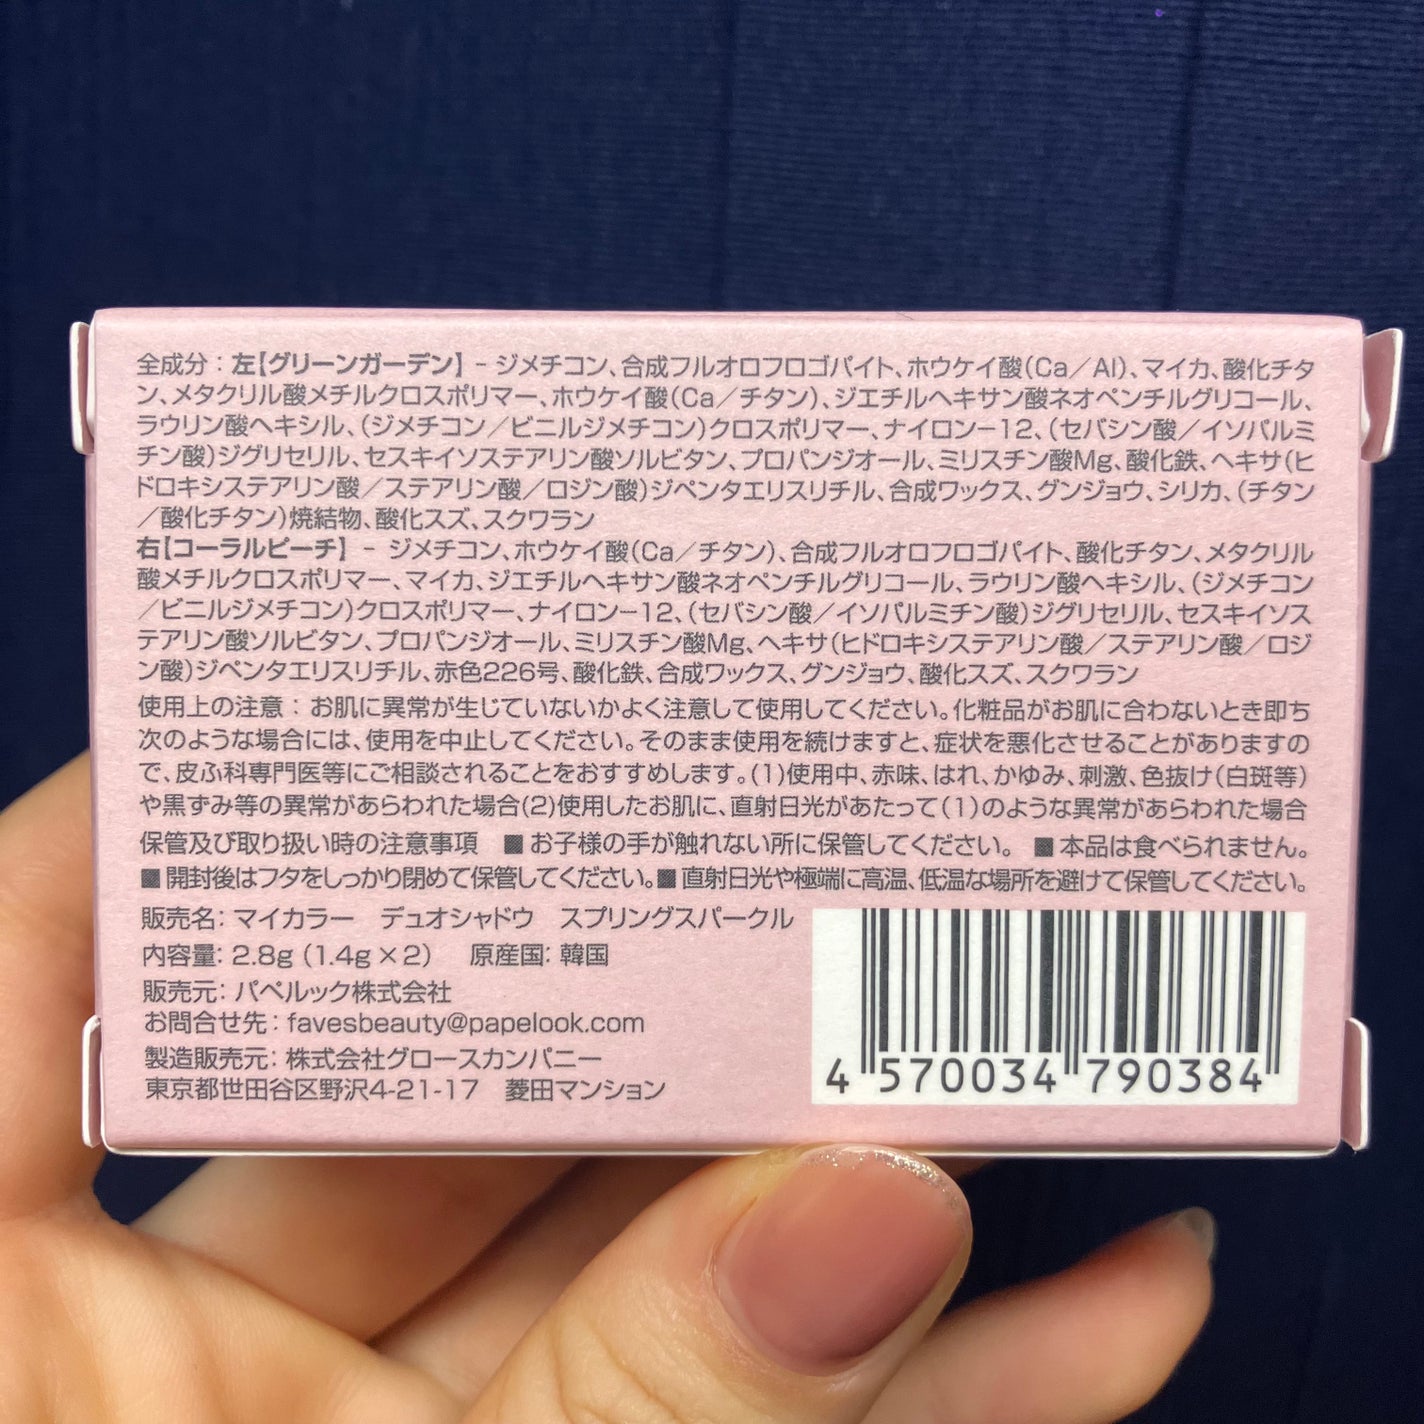 全成分：左【グリーンガーデン】－ジメチコン、合成フルオロフロゴパイト、ホウケイ酸(Ca／Al)、マイカ、酸化チタ
ン、メタクリル酸メチルクロスポリマー、ホウケイ酸(Ca／チタン)、ジエチルヘキサン酸ネオペンチルグリコール、
ラウリン酸ヘキシル、(ジメチコン／ビニルジメチコン)クロスポリマー、ナイロン－12、(セバシン酸／イソパルミ
チン酸)ジグリセリル、セスキイソステアリン酸ソルビタン、プロパンジオール、ミリスチン酸Mg、酸化鉄、ヘキサ(ヒ
ドロキシステアリン酸／ステアリン酸／ロジン酸)ジペンタエリスリチル、合成ワックス、グンジョウ、シリカ、(チタン
／酸化チタン)焼結物、酸化スズ、スクワラン
右【コーラルピーチ】－ジメチコン、ホウケイ酸(Ca／チタン)、合成フルオロフロゴパイト、酸化チタン、メタクリル
酸メチルクロスポリマー、マイカ、ジエチルヘキサン酸ネオペンチルグリコール、ラウリン酸ヘキシル、(ジメチコン
／ビニルジメチコン)クロスポリマー、ナイロン－12、(セバシン酸／イソパルミチン酸)ジグリセリル、セスキイソス
テアリン酸ソルビタン、プロパンジオール、ミリスチン酸Mg、ヘキサ(ヒドロキシステアリン酸／ステアリン酸／ロジ
ン酸)ジペンタエリスリチル、赤色226号、酸化鉄、合成ワックス、グンジョウ、酸化スズ、スクワラン
使用上の注意：お肌に異常が生じていないかよく注意して使用してください。化粧品がお肌に合わないとき即ち
次のような場合には、使用を中止してください。そのまま使用を続けますと、症状を悪化させることがありますの
で、皮ふ科専門医等にご相談されることをおすすめします。(1)使用中、赤味、はれ、かゆみ、刺激、色抜け(白斑等)
や黒ずみ等の異常があらわれた場合(2)使用したお肌に、直射日光があたって(1)のような異常があらわれた場合
保管及び取り扱い時の注意事項　■お子様の手が触れない所に保管してください。　■本品は食べられません。
■開封後はフタをしっかり閉めて保管してください。■直射日光や極端に高温、低温な場所を避けて保管してください。
販売名：マイカラー　デュオシャドウ　スプリングスパークル
内容量：2.8g (1.4g×2)　原産国：韓国
販売元：パペルック株式会社
お問合せ先：favesbeauty@papelook.com
製造販売元：株式会社グロースカンパニー
東京都世田谷区野沢4-21-17　菱田マンション
4 570034 790384